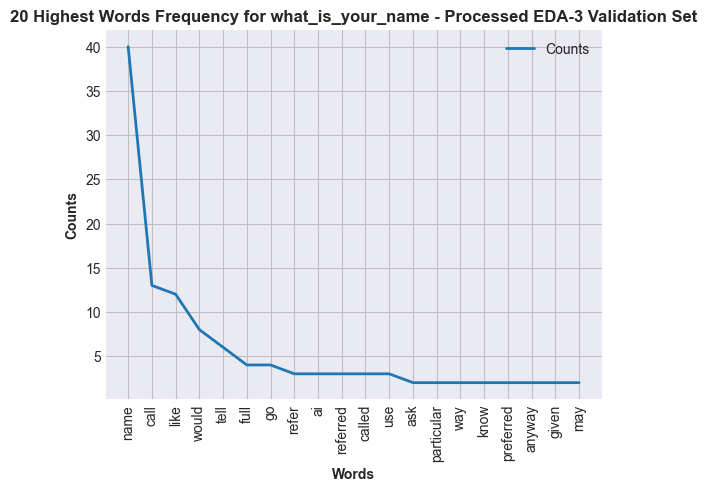 20 Highest Words Frequency for what_is_your_name - Processed EDA-3 Validation Set
Counts
40
35
30
25
20
15
10
5
Counts
name
call
like
would
tell
full
go
refer
ai
referred
called
use
ask
particular
way
know
preferred
anyway
given
may
Words